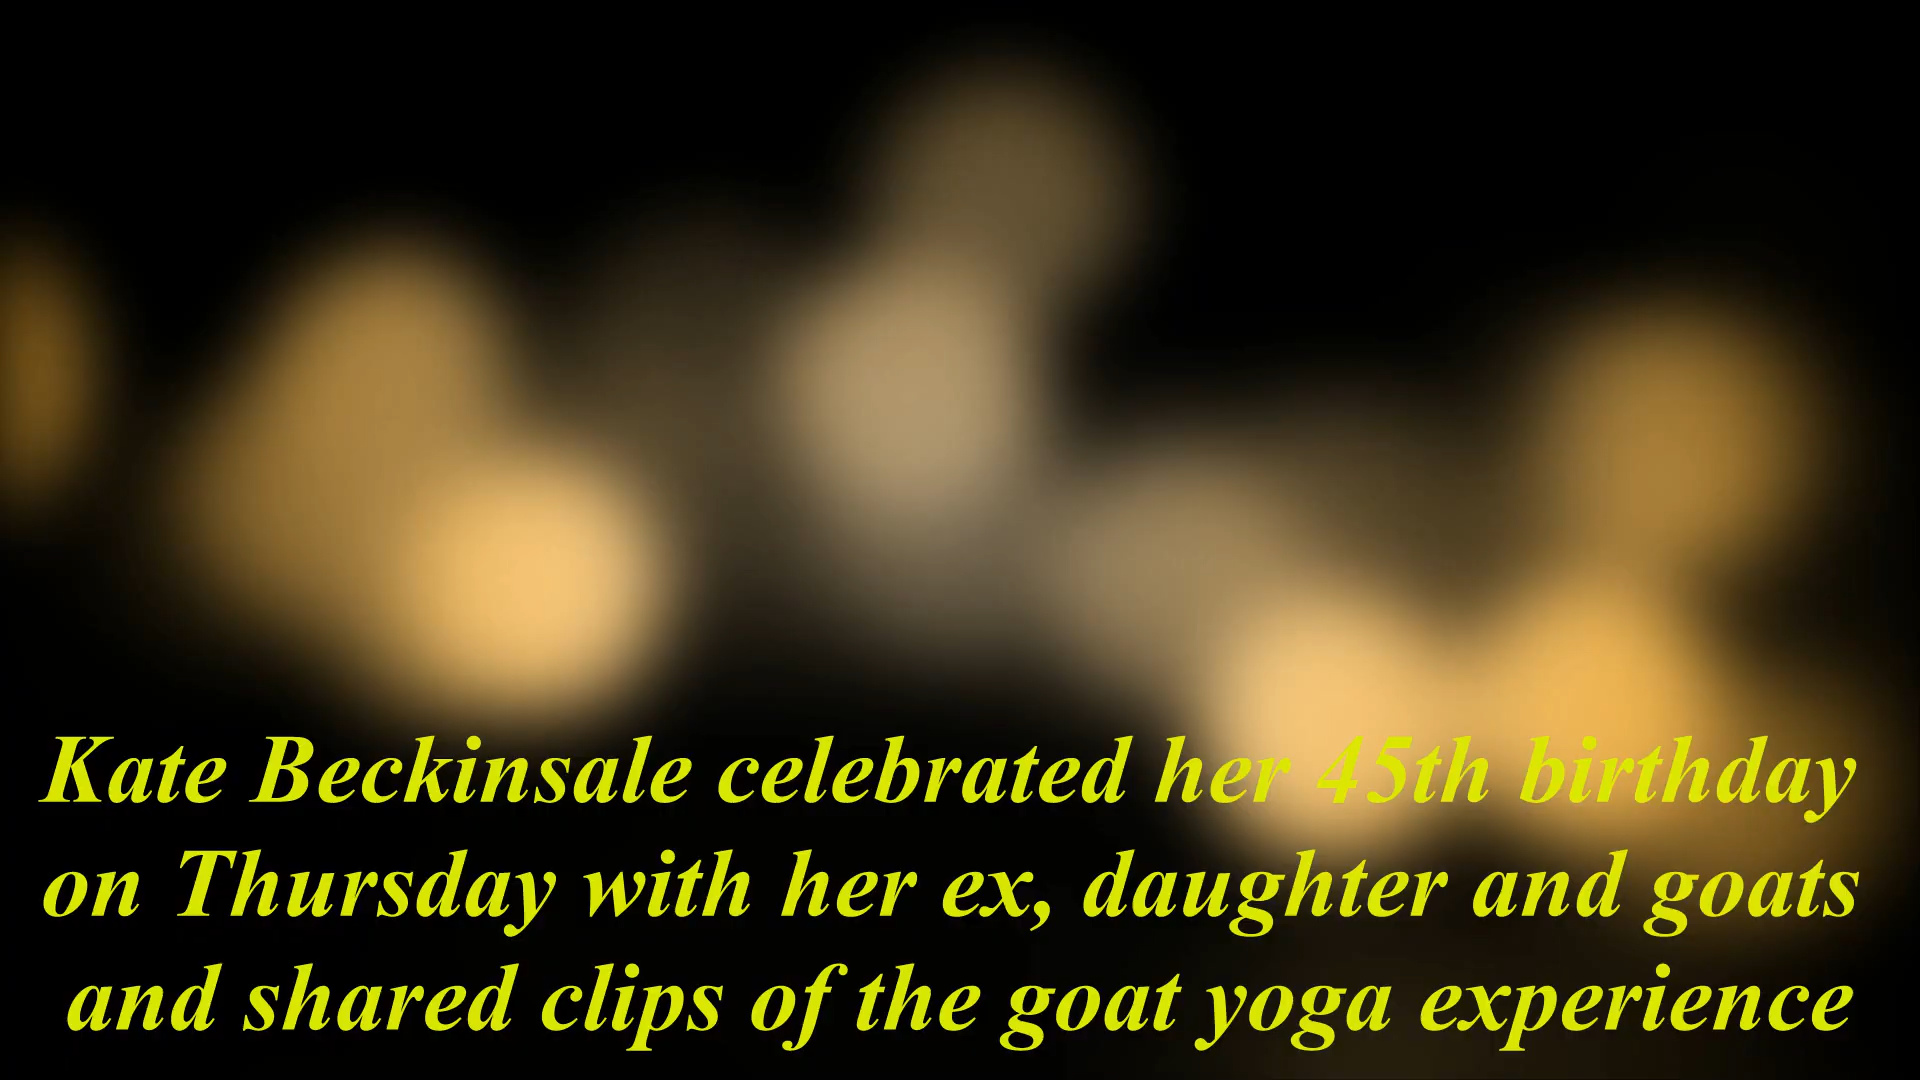 Kate Beckinsale celebrated her 45th birthday
on Thursday with her ex, daughter and goats
and shared clips of the goat yoga experience